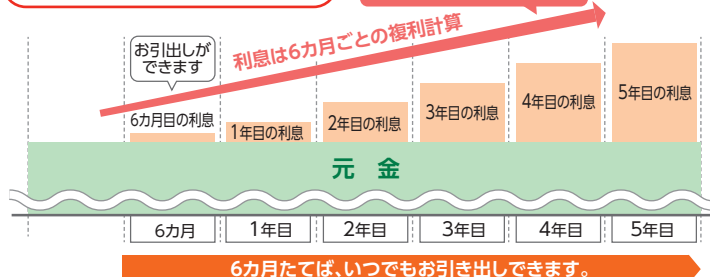 お引出しが
できます
利息は6カ月ごとの複利計算
6カ月目の利息
1年目の利息
2年目の利息
3年目の利息
4年目の利息
5年目の利息
元 金
6カ月
1年目
2年目
3年目
4年目
5年目
6カ月たてば、いつでもお引き出しできます。